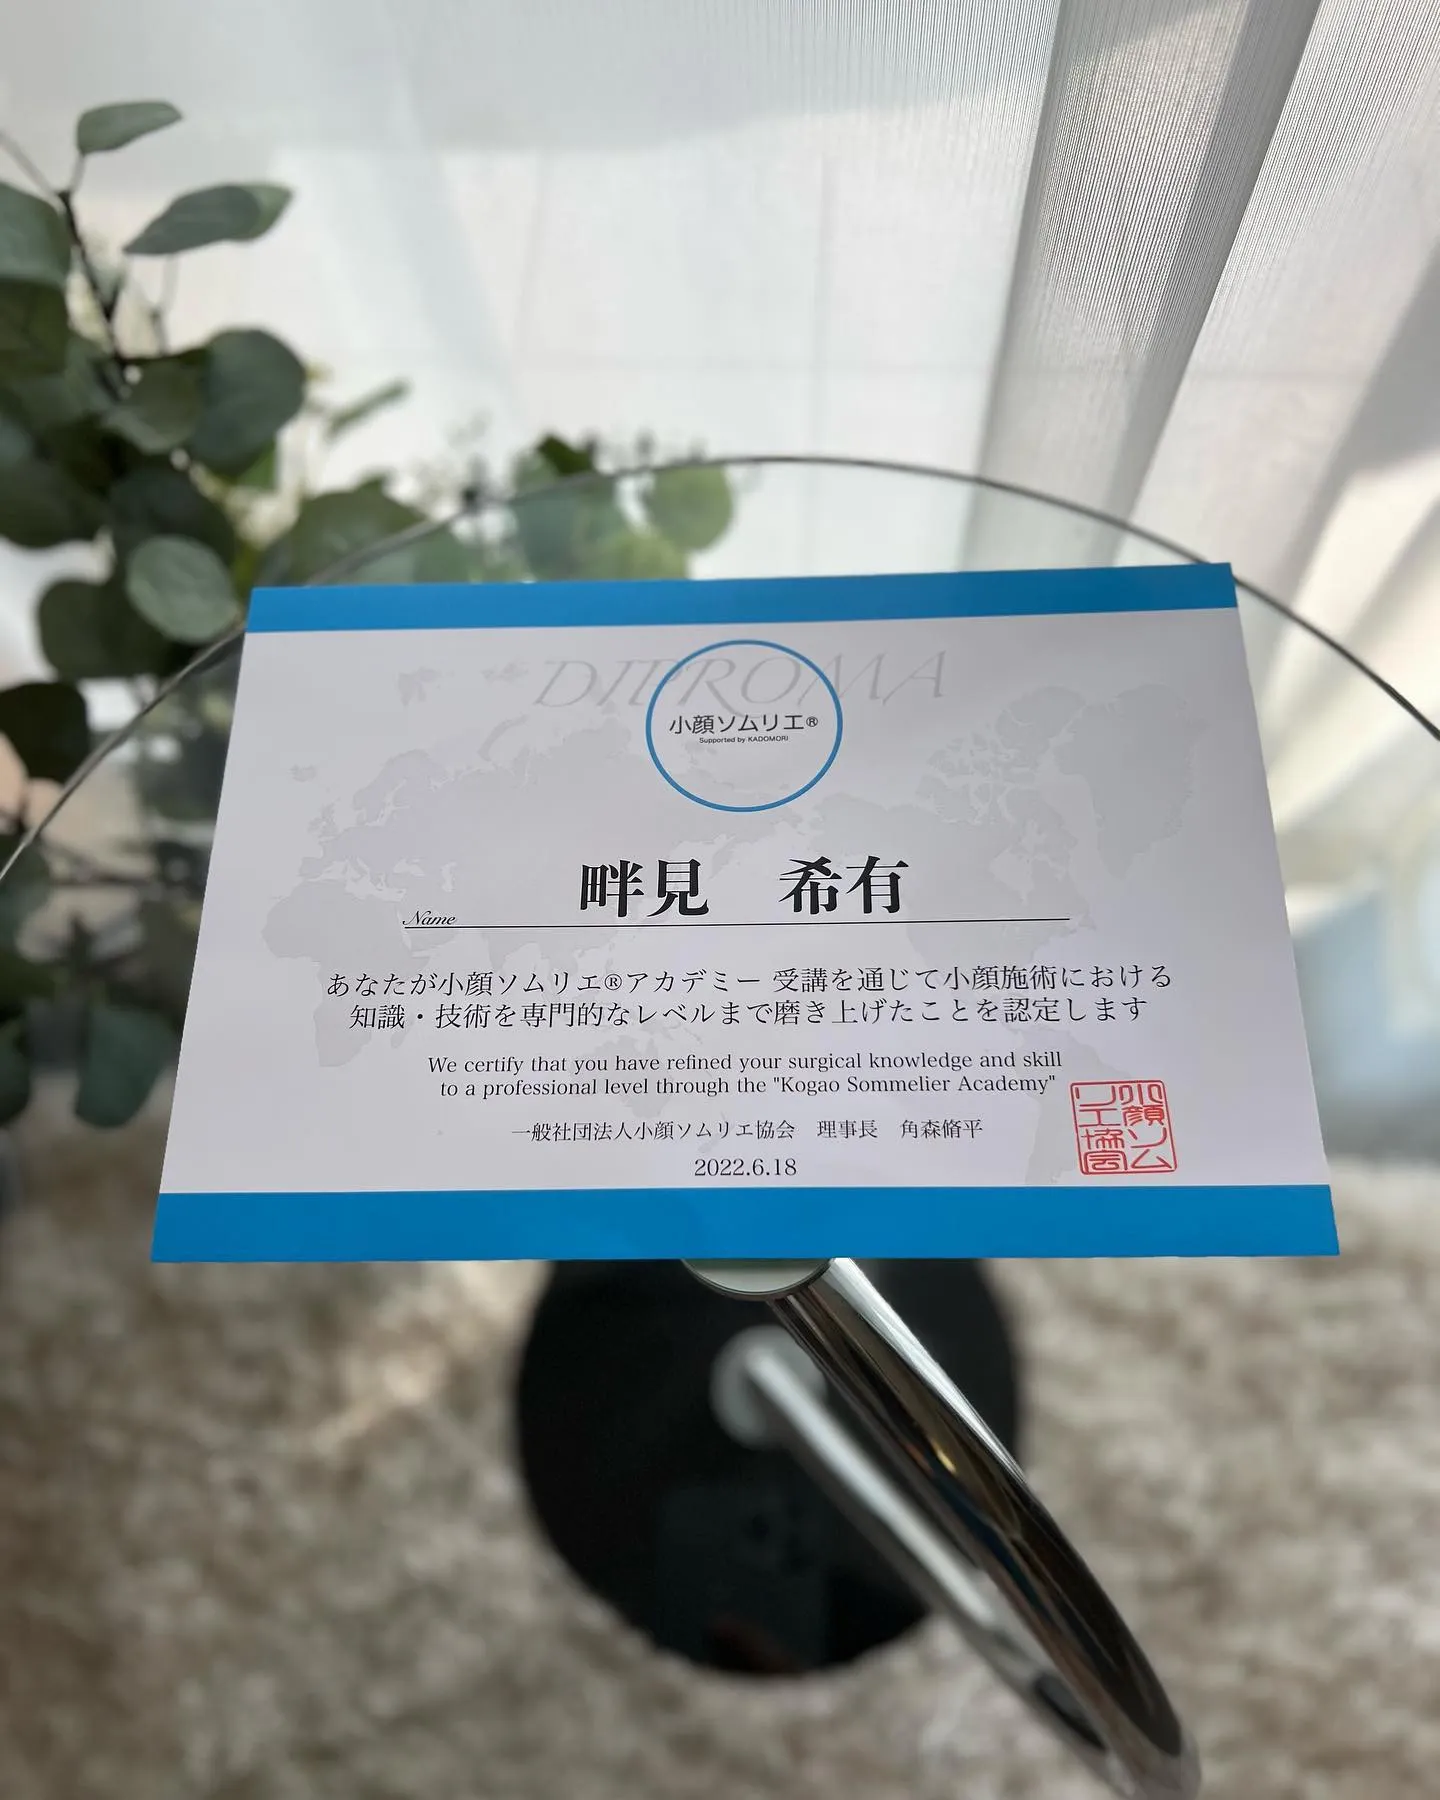 DIPROMA
小顔ソムリエ®
Supported by KADOMORI
畔見　希有
Name
あなたが小顔ソムリエ®アカデミー 受講を通じて小顔施術における
知識・技術を専門的なレベルまで磨き上げたことを認定します
We certify that you have refined your surgical knowledge and skill
to a professional level through the "Kogao Sommelier Academy"
一般社団法人小顔ソムリエ協会　理事長　角森脩平
2022.6.18
小顔ソム
リエ協会